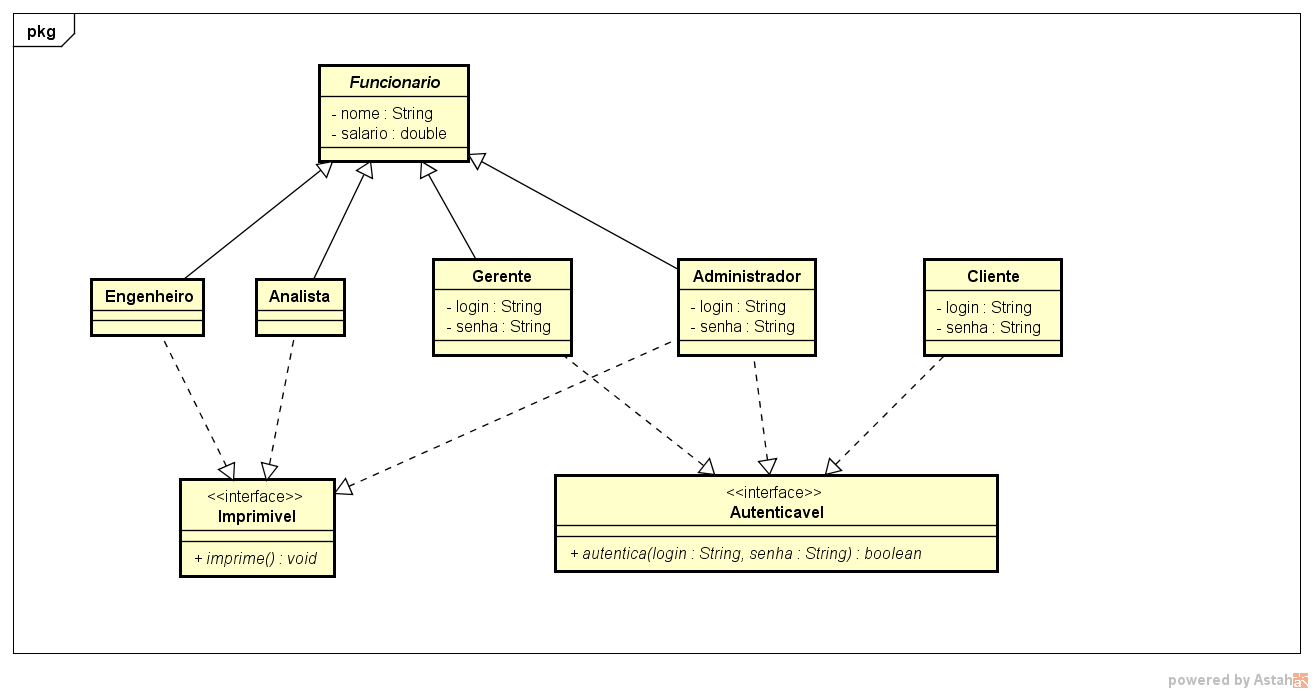 pkg
Funcionario
- nome : String
- salario : double
Engenheiro
Analista
Gerente
- login : String
- senha : String
Administrador
- login : String
- senha : String
Cliente
- login : String
- senha : String
<<interface>>
Imprimivel
+ imprime() : void
<<interface>>
Autenticavel
+ autentica(login : String, senha : String) : boolean
powered by Astah